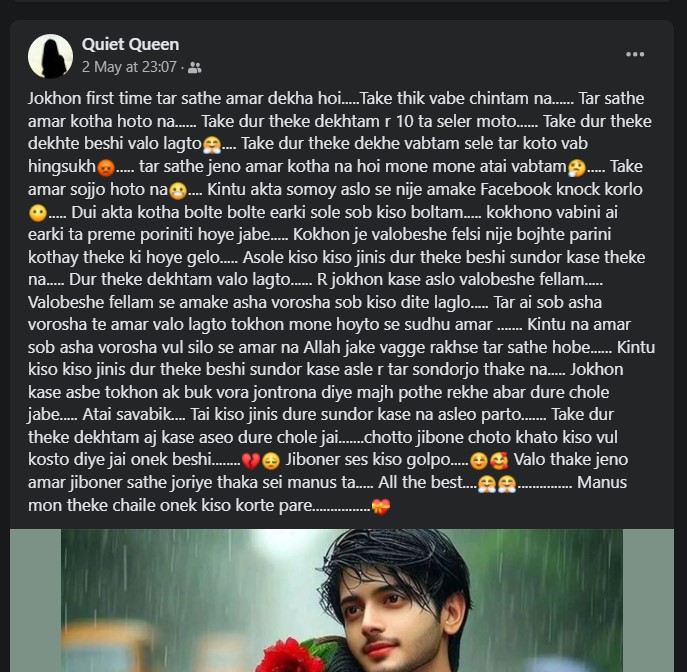 Quiet Queen
2 May at 23:07 ·
Jokhon first time tar sathe amar dekha hoi.....Take thik vabe chintam na...... Tar sathe
amar kotha hoto na...... Take dur theke dekhtam r 10 ta seler moto...... Take dur theke
dekhte beshi valo lagto🤗.... Take dur theke dekhe vabtam sele tar koto vab
hingsukh😡..... tar sathe jeno amar kotha na hoi mone mone atai vabtam🤔..... Take
amar sojjo hoto na😬.... Kintu akta somoy aslo se nije amake Facebook knock korlo
😶..... Dui akta kotha bolte bolte earki sole sob kiso boltam..... kokhono vabini ai
earki ta preme poriniti hoye jabe..... Kokhon je valobeshe felsi nije bojhte parini
kothay theke ki hoye gelo..... Asole kiso kiso jinis dur theke beshi sundor kase theke
na..... Dur theke dekhtam valo lagto...... R jokhon kase aslo valobeshe fellam.....
Valobeshe fellam se amake asha vorosha sob kiso dite laglo..... Tar ai sob asha
vorosha te amar valo lagto tokhon mone hoyto se sudhu amar ....... Kintu na amar
sob asha vorosha vul silo se amar na Allah jake vagge rakhse tar sathe hobe...... Kintu
kiso kiso jinis dur theke beshi sundor kase asle r tar sondorjo thake na..... Jokhon
kase asbe tokhon ak buk vora jontrona diye majh pothe rekhe abar dure chole
jabe..... Atai savabik.... Tai kiso jinis dure sundor kase na asleo parto....... Take dur
theke dekhtam aj kase aseo dure chole jai.......chotto jibone choto khato kiso vul
kosto diye jai onek beshi........💔😔 Jiboner ses kiso golpo.....☺️🥰 Valo thake jeno
amar jiboner sathe joriye thaka sei manus ta..... All the best....🤗🤗............... Manus
mon theke chaile onek kiso korte pare................💝